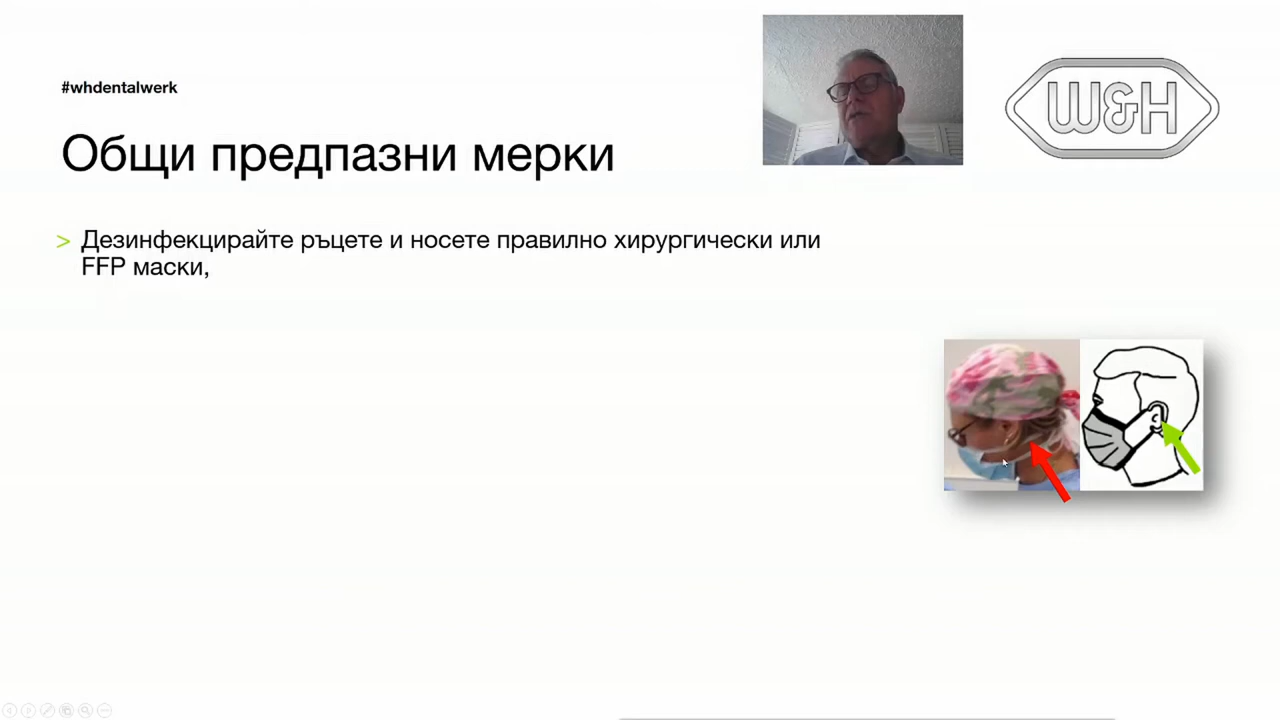 #whdentalwerk
W&H
Общи предпазни мерки
> Дезинфекцирайте ръцете и носете правилно хирургически или
FFP маски,